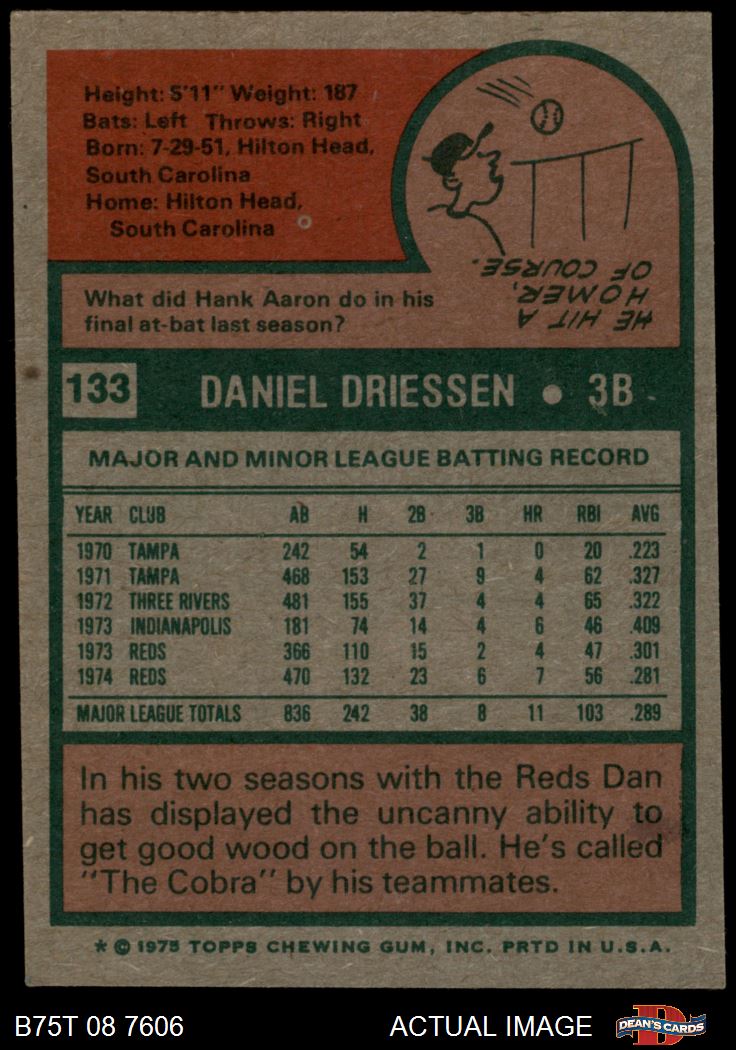 Height: 5'11" Weight: 187
Bats: Left Throws: Right
Born: 7-29-51, Hilton Head,
South Carolina
Home: Hilton Head,
South Carolina
What did Hank Aaron do in his
final at-bat last season?
HE HIT A
HOMER,
OF COURSE.
133 DANIEL DRIESSEN • 3B
MAJOR AND MINOR LEAGUE BATTING RECORD
YEAR CLUB AB H 2B 3B HR RBI AVG
1970 TAMPA 242 54 2 1 0 20 .223
1971 TAMPA 468 153 27 9 4 62 .327
1972 THREE RIVERS 481 155 37 4 4 65 .322
1973 INDIANAPOLIS 181 74 14 4 6 46 .409
1973 REDS 366 110 15 2 4 47 .301
1974 REDS 470 132 23 6 7 56 .281
MAJOR LEAGUE TOTALS 836 242 38 8 11 103 .289
In his two seasons with the Reds Dan
has displayed the uncanny ability to
get good wood on the ball. He's called
"The Cobra" by his teammates.
* © 1975 TOPPS CHEWING GUM, INC. PRTD IN U.S.A.
B75T 08 7606 ACTUAL IMAGE DEAN'S CARDS